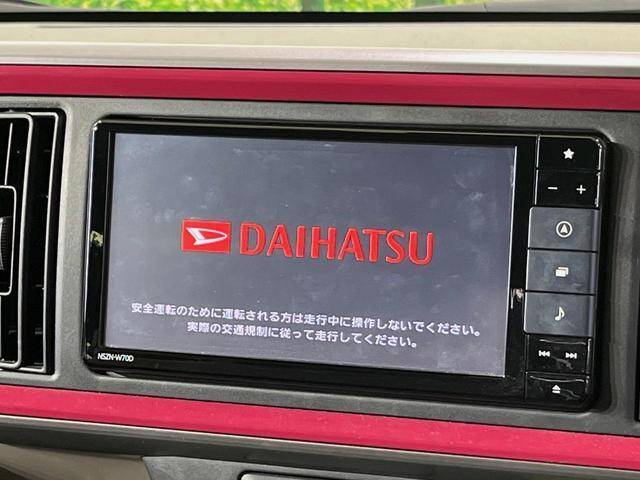 DAIHATSU
安全運転のために運転される方は走行中に操作しないでください。
実際の交通規制に従って走行してください。
NSZN-W70D